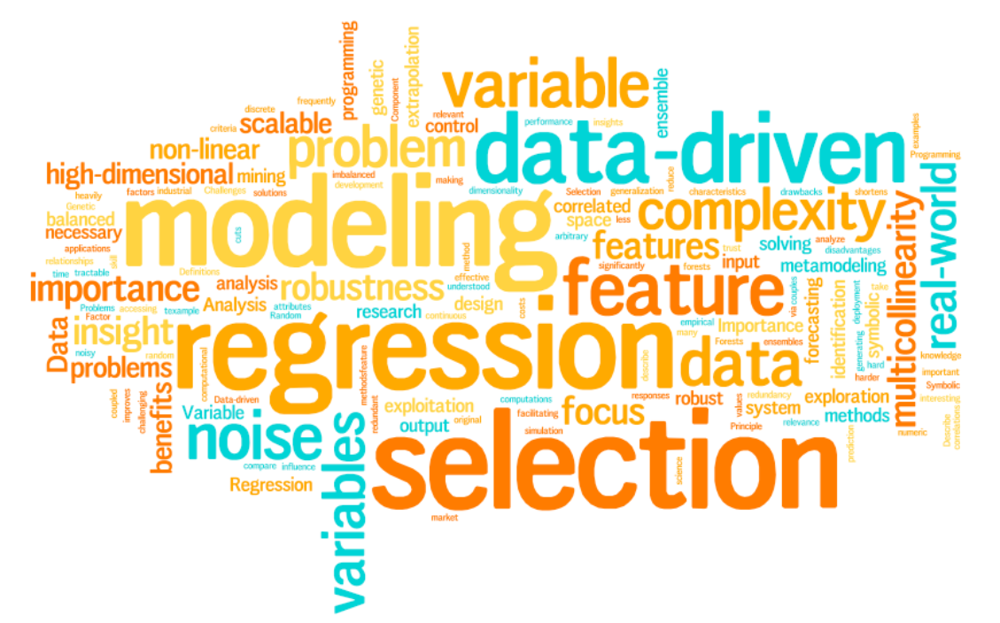 programming
genetic
Component
extrapolation
variable
ensemble
frequently
discrete
criteria
scalable
relevant
control
performance
insights
data-driven
examples
Programming
non-linear
problem
high-dimensional
mining
imbalanced
development
making
heavily
factors
industrial
Challenges
solutions
dimensionality
Selection
generalization
reduce
characteristics
drawbacks
shortens
real-world
Genetic
balanced
necessary
modeling
cuts
correlated
space
less
complexity
multicollinearity
applications
skill
arbitrary
features
trust
solving
analyze
disadvantages
relationships
time
tractable
Definitions
method
significantly
forests
input
metamodeling
importance
analysis
robustness
effective
understood
feature
via
couples
Problems
accessing
texample
Analysis
attributes
Random
research
continuous
design
costs
forecasting
identification
deployment
generating
take
symbolic
Data
Factor
insight
noisy
random
regression
empirical
many
Importance
Forests
ensembles
hard
harder
knowledge
problems
computational
methodsfeature
describe
data
important
Symbolic
interesting
coupled
improves
challenging
benefits
Data-driven
Variable
redundant
exploitation
original
computations
facilitating
focus
responses
robust
values
redundancy
system
exploration
relevance
methods
numeric
Describe
correlations
noise
output
simulation
Principle
prediction
compare
influence
variables
selection
science
Regression
market